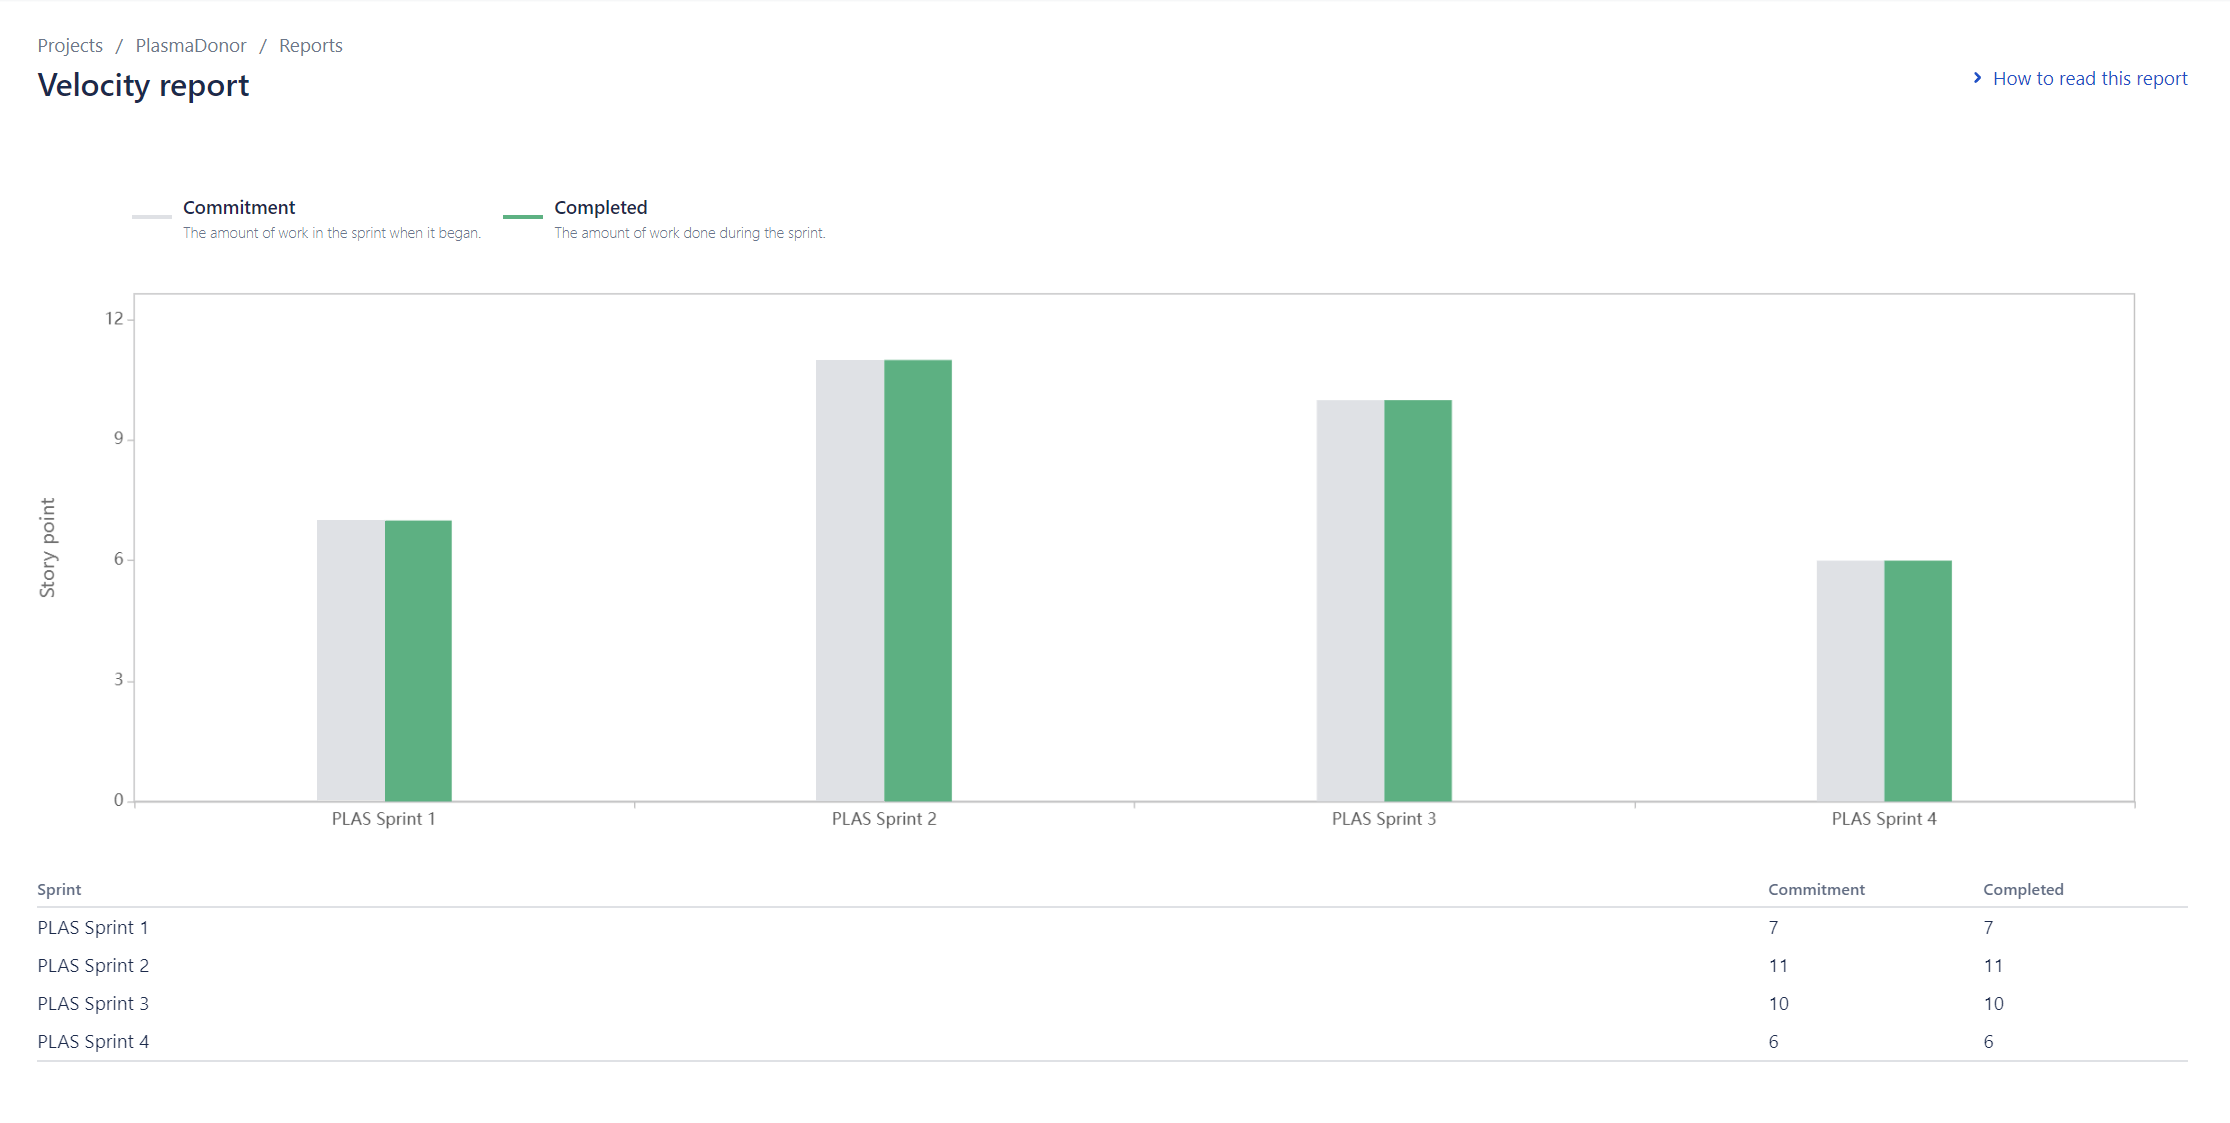 Projects / PlasmaDonor / Reports
Velocity report
How to read this report
Commitment
The amount of work in the sprint when it began.
Completed
The amount of work done during the sprint.
12
9
6
3
0
Story point
PLAS Sprint 1 PLAS Sprint 2 PLAS Sprint 3 PLAS Sprint 4
Sprint Commitment Completed
PLAS Sprint 1 7 7
PLAS Sprint 2 11 11
PLAS Sprint 3 10 10
PLAS Sprint 4 6 6